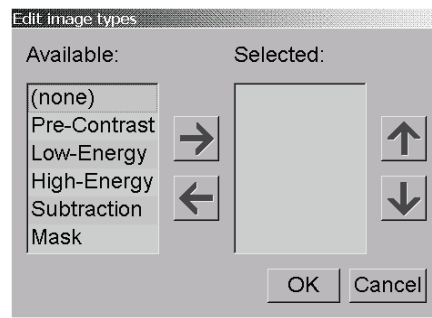 Edit image types
Available:
Selected:
(none)
Pre-Contrast
Low-Energy
High-Energy
Subtraction
Mask
OK
Cancel